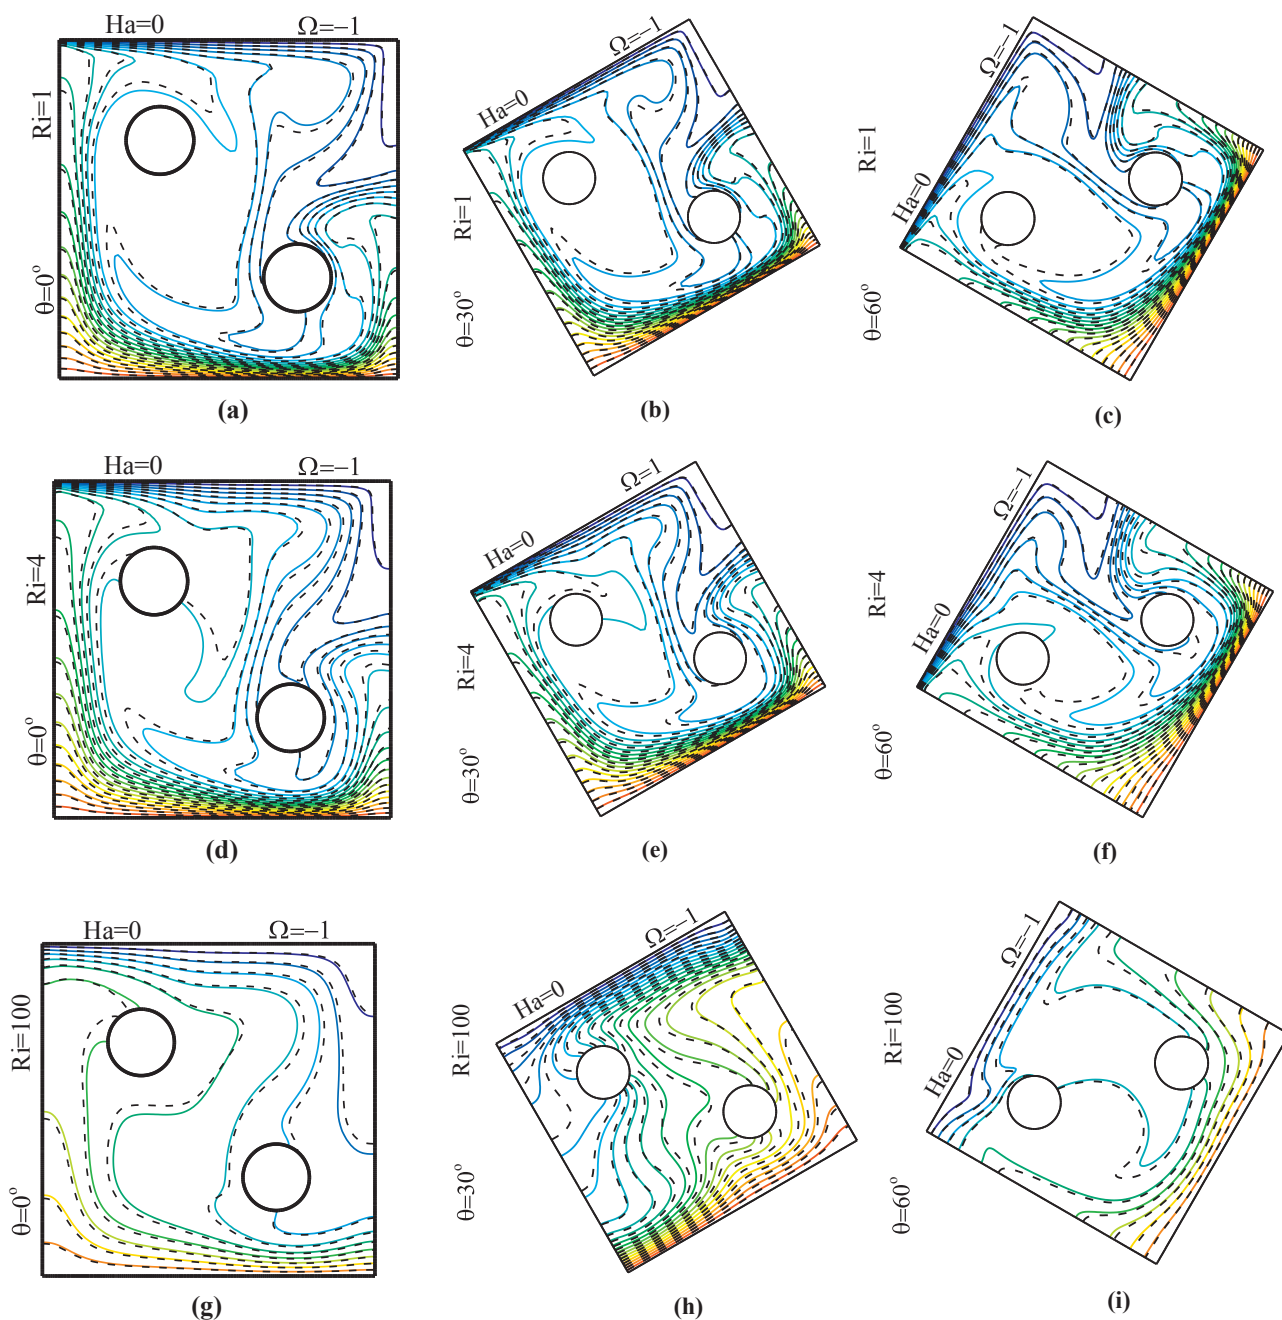 Ha=0 Ω=−1
Ri=1
θ=0°
(a)
Ha=0 Ω=−1
Ri=1
θ=30°
(b)
Ha=0 Ω=−1
Ri=1
θ=60°
(c)
Ha=0 Ω=−1
Ri=4
θ=0°
(d)
Ha=0 Ω=1
Ri=4
θ=30°
(e)
Ha=0 Ω=−1
Ri=4
θ=60°
(f)
Ha=0 Ω=−1
Ri=100
θ=0°
(g)
Ha=0 Ω=−1
Ri=100
θ=30°
(h)
Ha=0 Ω=−1
Ri=100
θ=60°
(i)